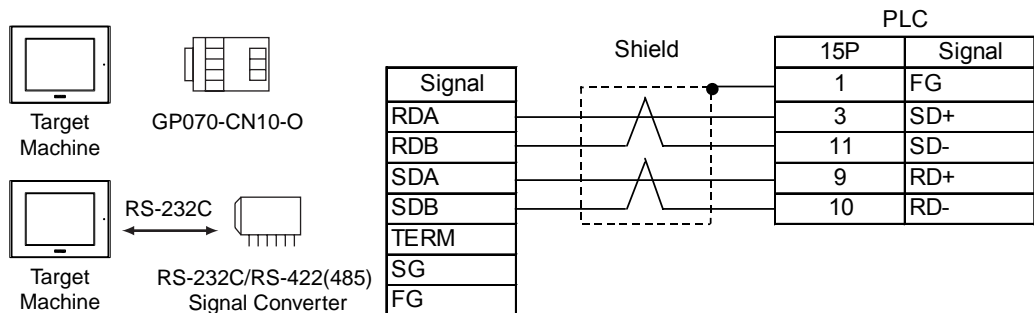 Target
Machine
GP070-CN10-O
Target
Machine
RS-232C
RS-232C/RS-422(485)
Signal Converter
Signal
RDA
RDB
SDA
SDB
TERM
SG
FG
Shield
PLC
15P Signal
1 FG
3 SD+
11 SD-
9 RD+
10 RD-